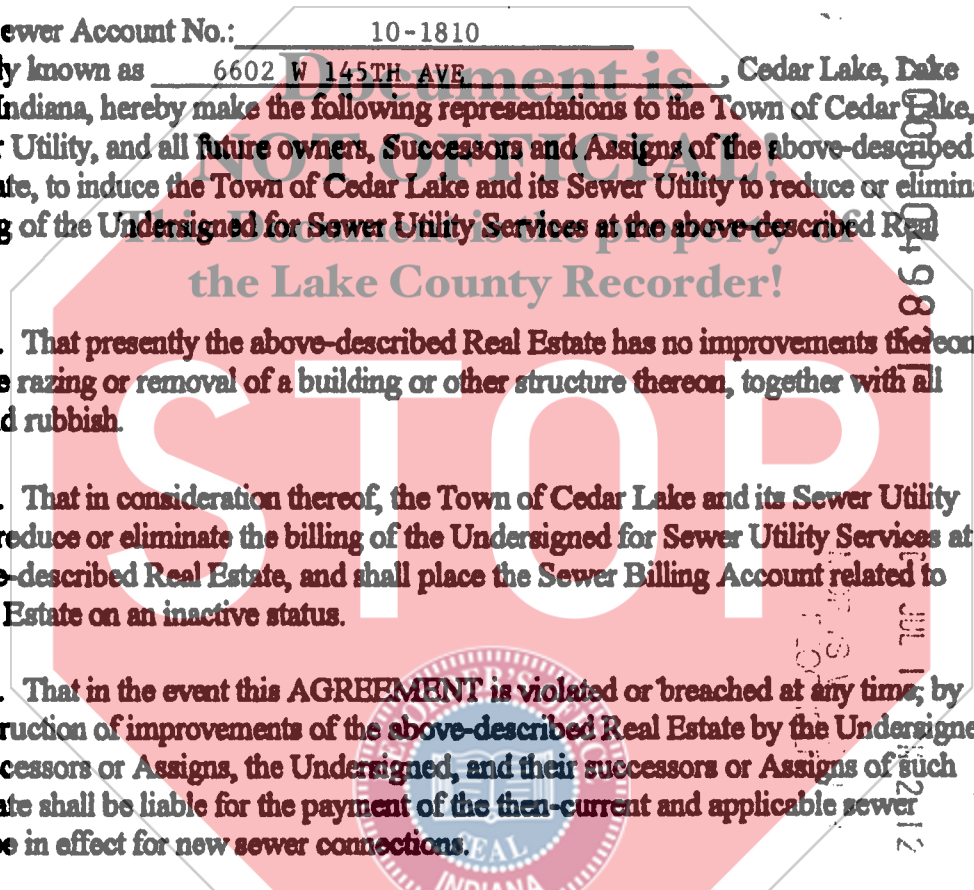 ewer Account No.: 10-1810
y known as 6602 W 145TH AVE, Cedar Lake, Lake
Indiana, hereby make the following representations to the Town of Cedar Lake,
r Utility, and all future owners, Successors and Assigns of the above-described
te, to induce the Town of Cedar Lake and its Sewer Utility to reduce or elimin
g of the Undersigned for Sewer Utility Services at the above-described Real
Document is
NOT OFFICIAL!
This Document is the property of
the Lake County Recorder!
. That presently the above-described Real Estate has no improvements thereon
e razing or removal of a building or other structure thereon, together with all
d rubbish.
STOP
. That in consideration thereof, the Town of Cedar Lake and its Sewer Utility
reduce or eliminate the billing of the Undersigned for Sewer Utility Services at
e-described Real Estate, and shall place the Sewer Billing Account related to
Estate on an inactive status.
. That in the event this AGREEMENT is violated or breached at any time, by
ruction of improvements of the above-described Real Estate by the Undersigne
cessors or Assigns, the Undersigned, and their successors or Assigns of such
ate shall be liable for the payment of the then-current and applicable sewer
e in effect for new sewer connections.
SEAL
INDIANA
JUL